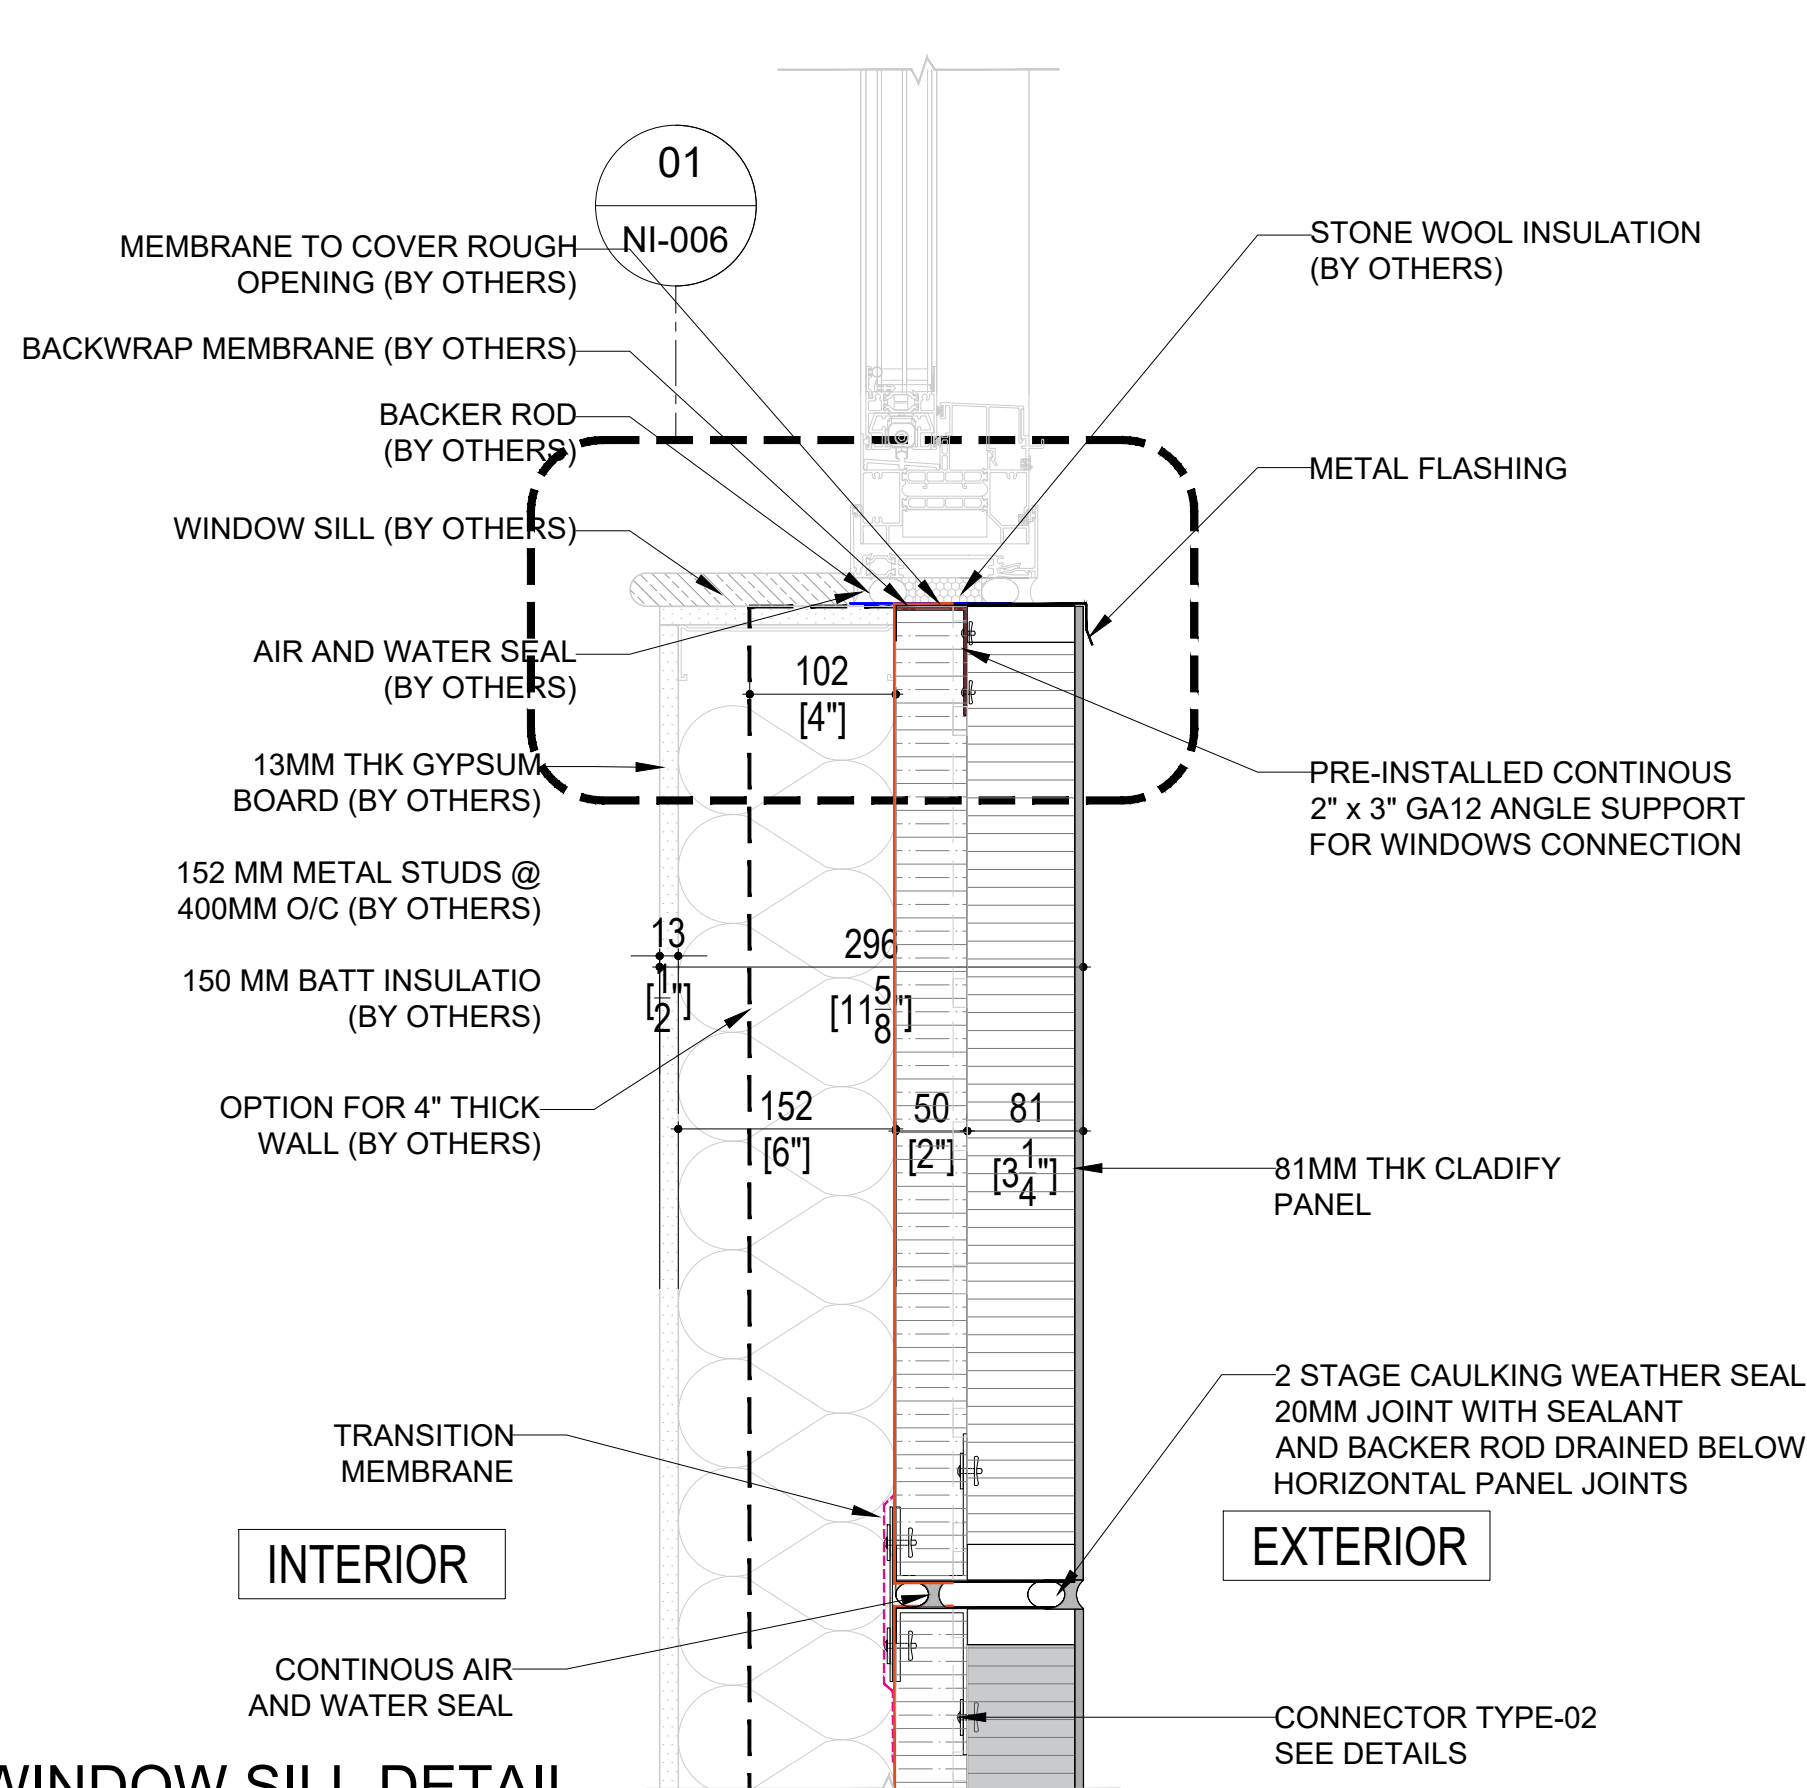 01
NI-006
MEMBRANE TO COVER ROUGH
OPENING (BY OTHERS)
BACKWRAP MEMBRANE (BY OTHERS)
BACKER ROD
(BY OTHERS)
WINDOW SILL (BY OTHERS)
AIR AND WATER SEAL
(BY OTHERS)
13MM THK GYPSUM
BOARD (BY OTHERS)
152 MM METAL STUDS @
400MM O/C (BY OTHERS)
150 MM BATT INSULATIO
(BY OTHERS)
OPTION FOR 4" THICK
WALL (BY OTHERS)
TRANSITION
MEMBRANE
INTERIOR
CONTINOUS AIR
AND WATER SEAL
WINDOW SILL DETAIL
102
[4"]
13
[1/2"]
296
[11 5/8"]
152
[6"]
50
[2"]
81
[3 1/4"]
STONE WOOL INSULATION
(BY OTHERS)
METAL FLASHING
PRE-INSTALLED CONTINOUS
2" x 3" GA12 ANGLE SUPPORT
FOR WINDOWS CONNECTION
81MM THK CLADIFY
PANEL
2 STAGE CAULKING WEATHER SEAL
20MM JOINT WITH SEALANT
AND BACKER ROD DRAINED BELOW
HORIZONTAL PANEL JOINTS
EXTERIOR
CONNECTOR TYPE-02
SEE DETAILS